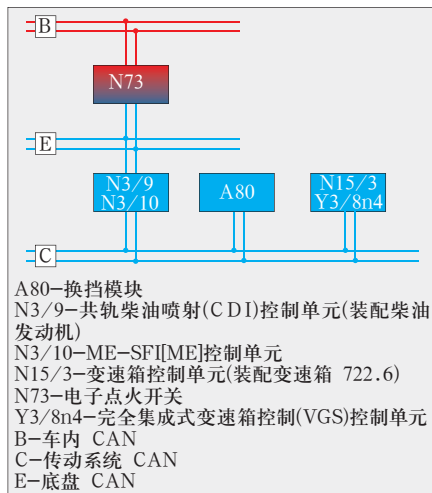 B
N73
E
N3/9
N3/10
A80
N15/3
Y3/8n4
C
A80—换挡模块
N3/9—共轨柴油喷射(CDI)控制单元(装配柴油
发动机)
N3/10—ME—SFI[ME]控制单元
N15/3—变速箱控制单元(装配变速箱 722.6)
N73—电子点火开关
Y3/8n4—完全集成式变速箱控制(VGS)控制单元
B—车内 CAN
C—传动系统 CAN
E—底盘 CAN